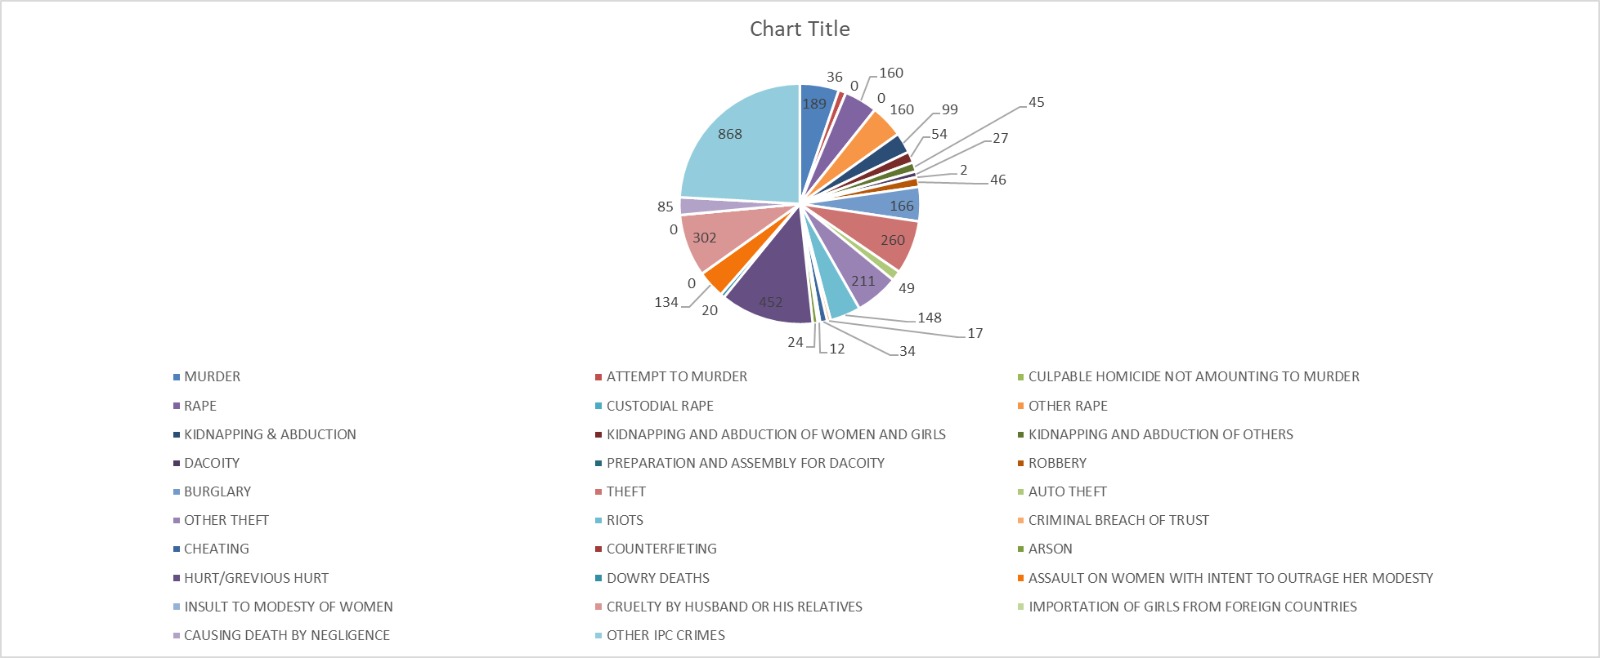 Chart Title
36
0
160
189
0
160
99
45
54
27
868
2
46
85
166
0
302
260
0
211
49
134
20
452
148
17
24
12
34
MURDER ATTEMPT TO MURDER CULPABLE HOMICIDE NOT AMOUNTING TO MURDER
RAPE CUSTODIAL RAPE OTHER RAPE
KIDNAPPING & ABDUCTION KIDNAPPING AND ABDUCTION OF WOMEN AND GIRLS KIDNAPPING AND ABDUCTION OF OTHERS
DACOITY PREPARATION AND ASSEMBLY FOR DACOITY ROBBERY
BURGLARY THEFT AUTO THEFT
OTHER THEFT RIOTS CRIMINAL BREACH OF TRUST
CHEATING COUNTERFIETING ARSON
HURT/GREVIOUS HURT DOWRY DEATHS ASSAULT ON WOMEN WITH INTENT TO OUTRAGE HER MODESTY
INSULT TO MODESTY OF WOMEN CRUELTY BY HUSBAND OR HIS RELATIVES IMPORTATION OF GIRLS FROM FOREIGN COUNTRIES
CAUSING DEATH BY NEGLIGENCE OTHER IPC CRIMES